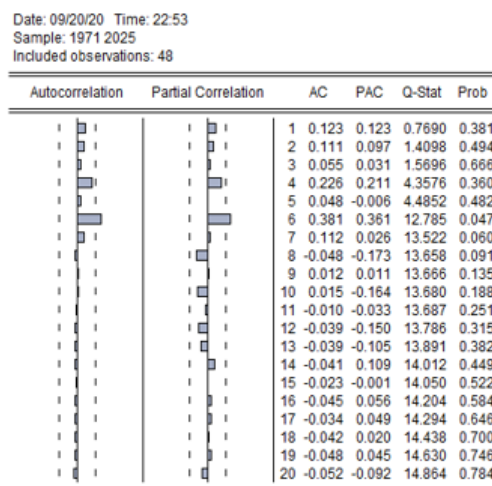 Date: 09/20/20 Time: 22:53
Sample: 1971 2025
Included observations: 48
Autocorrelation Partial Correlation AC PAC Q-Stat Prob
1 0.123 0.123 0.7690 0.381
2 0.111 0.097 1.4098 0.494
3 0.055 0.031 1.5696 0.666
4 0.226 0.211 4.3576 0.360
5 0.048 -0.006 4.4852 0.482
6 0.381 0.361 12.785 0.047
7 0.112 0.026 13.522 0.060
8 -0.048 -0.173 13.658 0.091
9 0.012 0.011 13.666 0.135
10 0.015 -0.164 13.680 0.188
11 -0.010 -0.033 13.687 0.251
12 -0.039 -0.150 13.786 0.315
13 -0.039 -0.105 13.891 0.382
14 -0.041 0.109 14.012 0.449
15 -0.023 -0.001 14.050 0.522
16 -0.045 0.056 14.204 0.584
17 -0.034 0.049 14.294 0.646
18 -0.042 0.020 14.438 0.700
19 -0.048 0.045 14.630 0.746
20 -0.052 -0.092 14.864 0.784